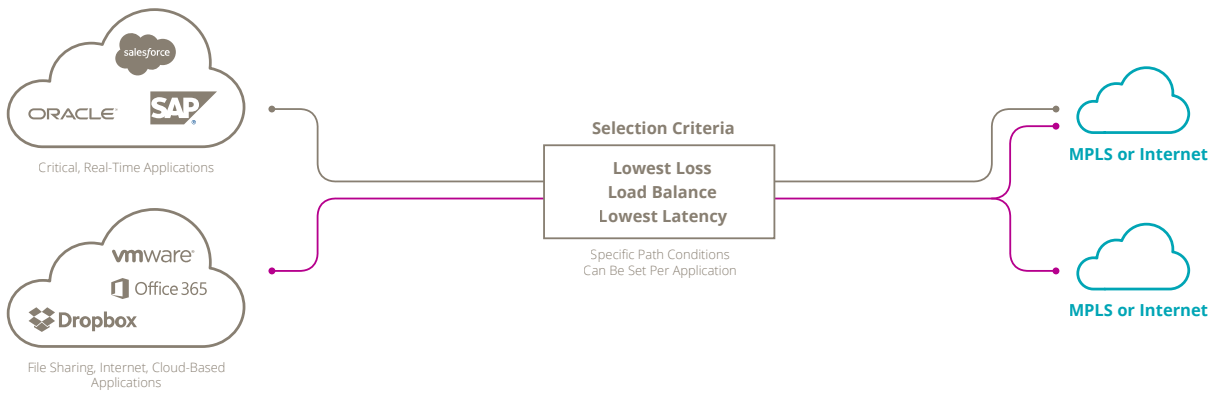 salesforce
ORACLE
SAP
Critical, Real-Time Applications
vmware
Office 365
Dropbox
File Sharing, Internet, Cloud-Based
Applications
Selection Criteria
Lowest Loss
Load Balance
Lowest Latency
Specific Path Conditions
Can Be Set Per Application
MPLS or Internet
MPLS or Internet